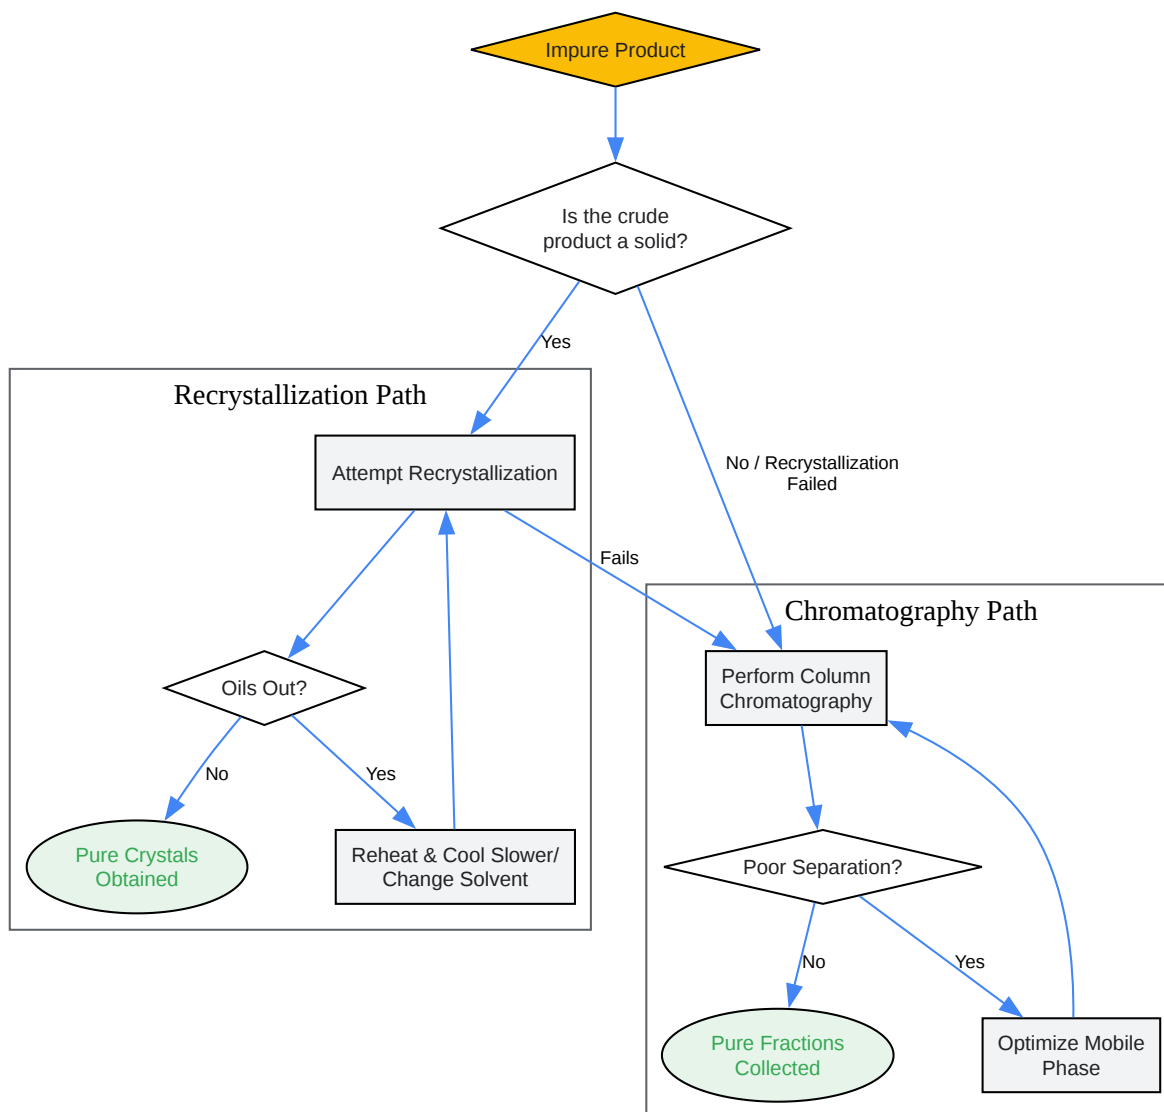 Impure Product
Is the crude
product a solid?
Yes
Recrystallization Path
Attempt Recrystallization
No / Recrystallization
Failed
Fails
Chromatography Path
Perform Column
Chromatography
Oils Out?
No
Yes
Pure Crystals
Obtained
Reheat & Cool Slower/
Change Solvent
Poor Separation?
No
Yes
Pure Fractions
Collected
Optimize Mobile
Phase